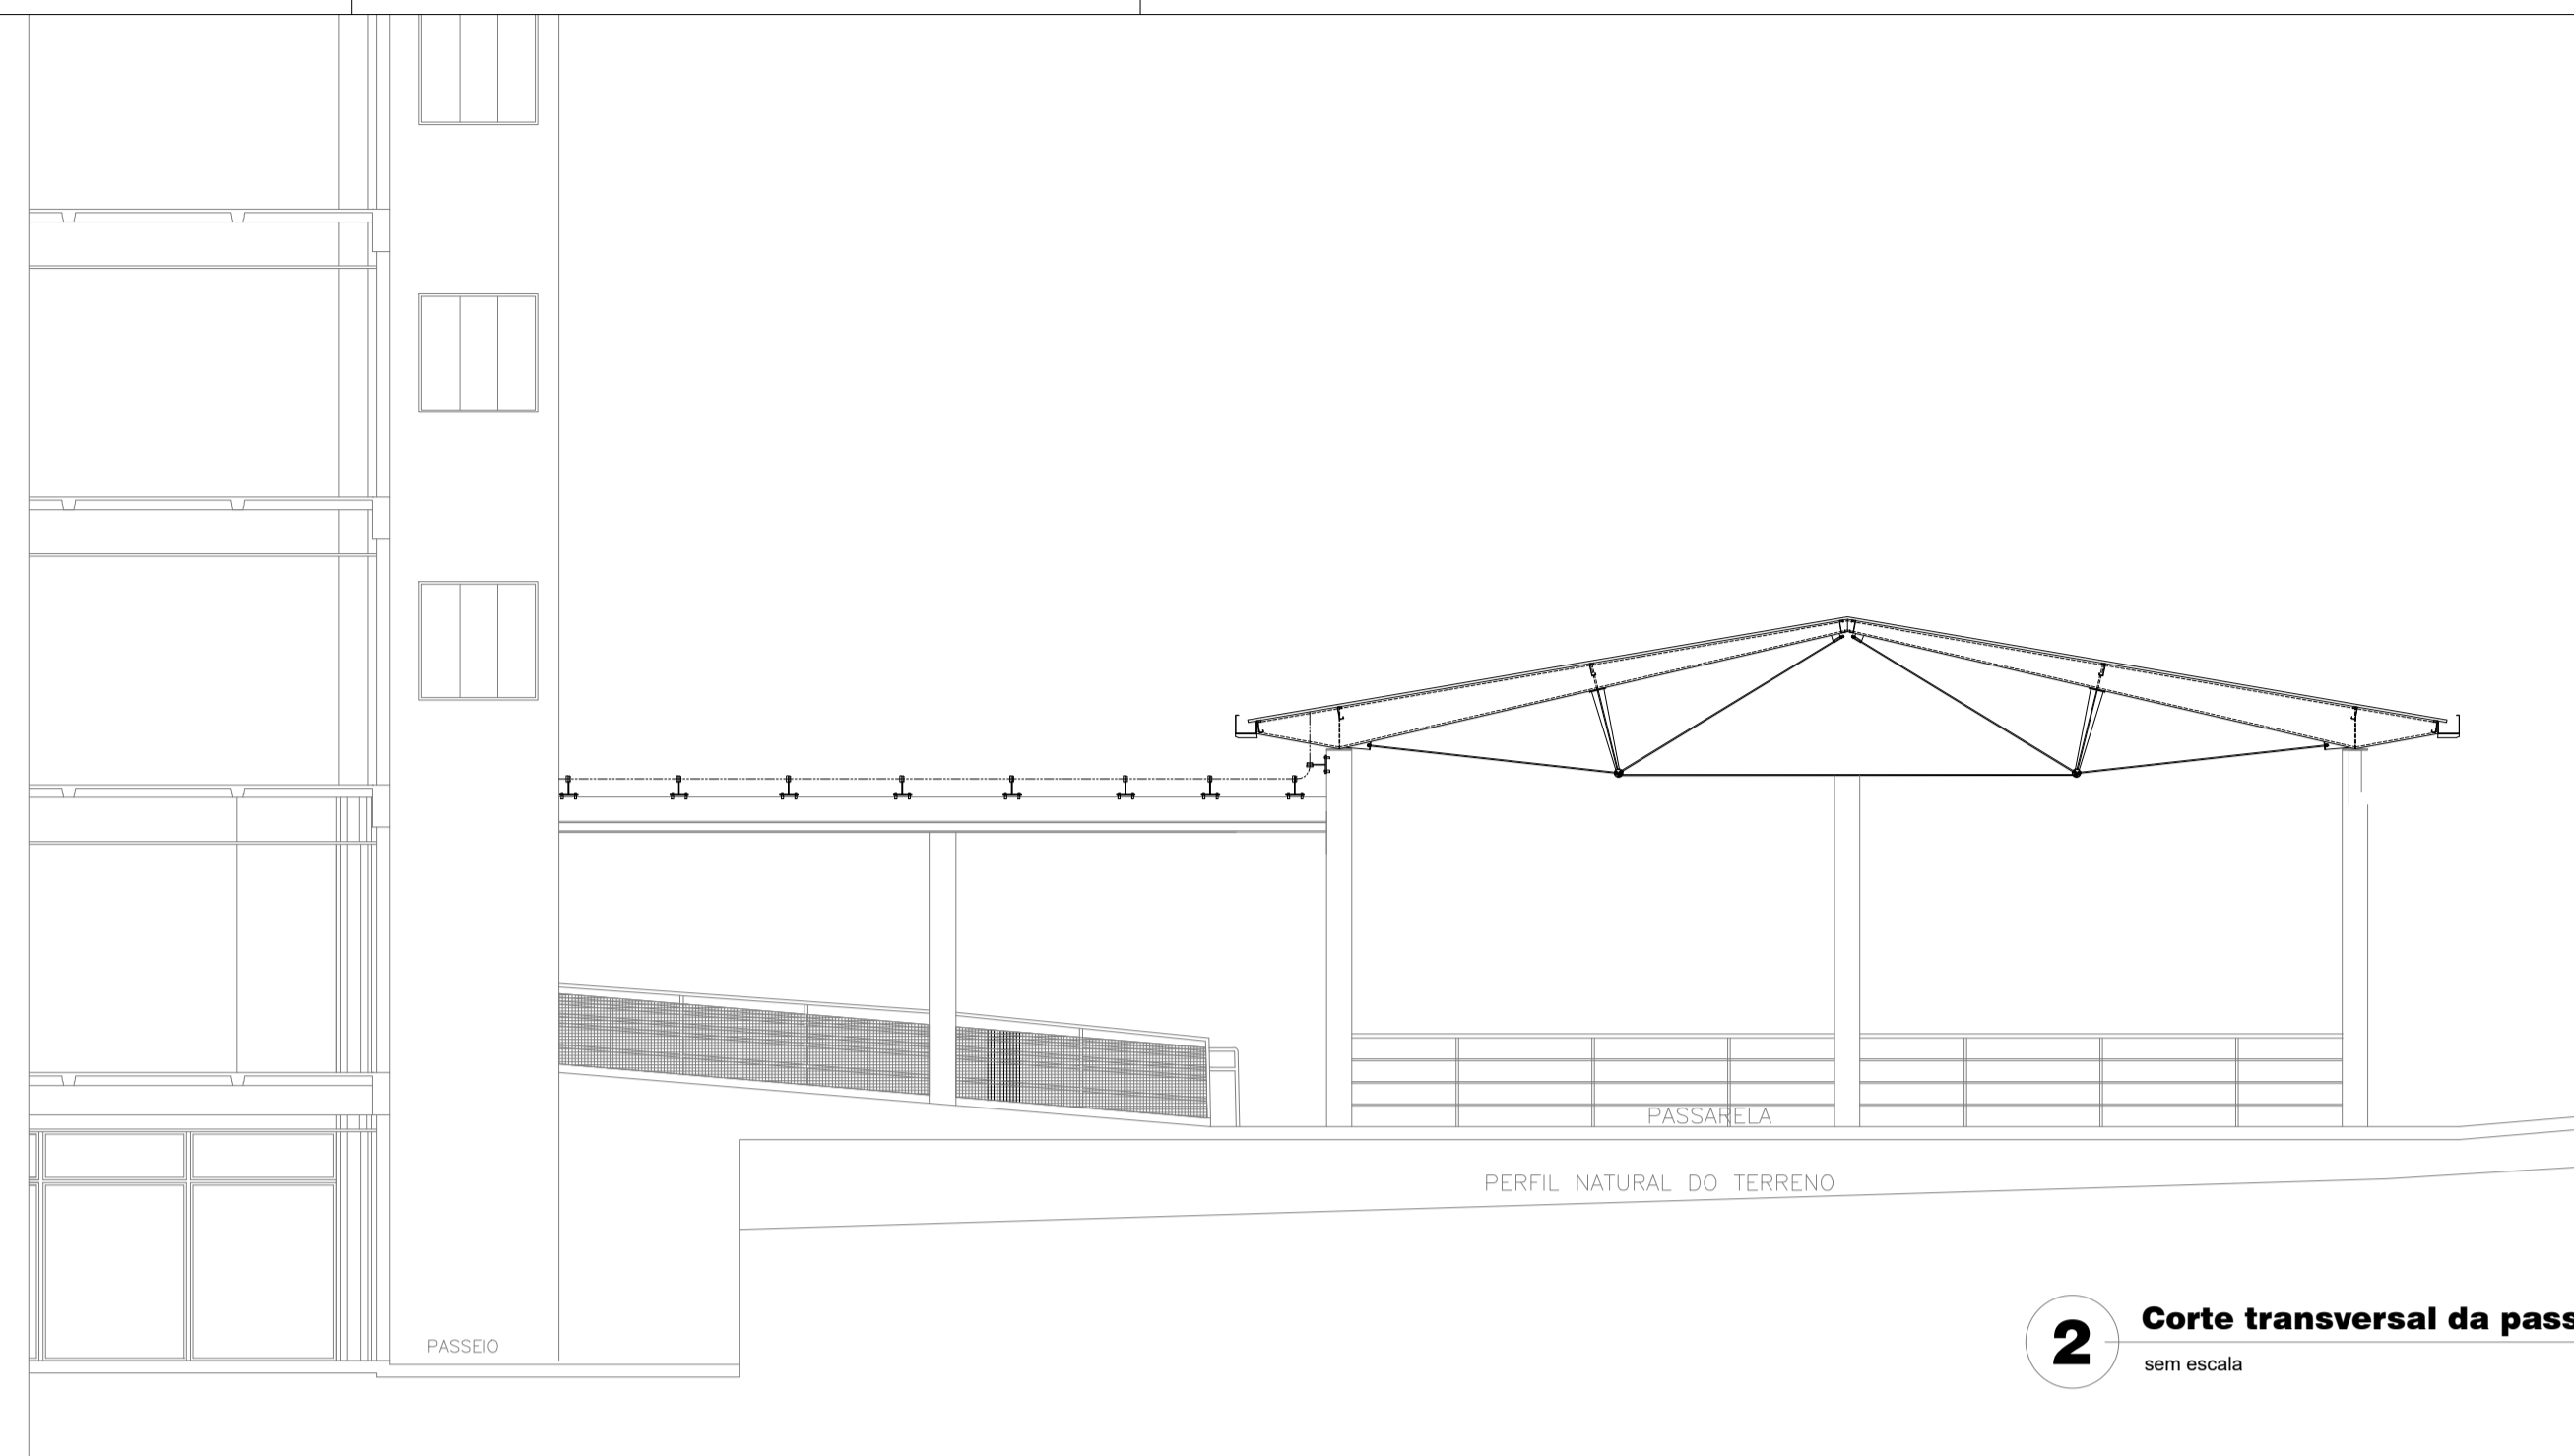 PASSARELA
PERFIL NATURAL DO TERRENO
PASSEIO
2
Corte transversal da pass
sem escala